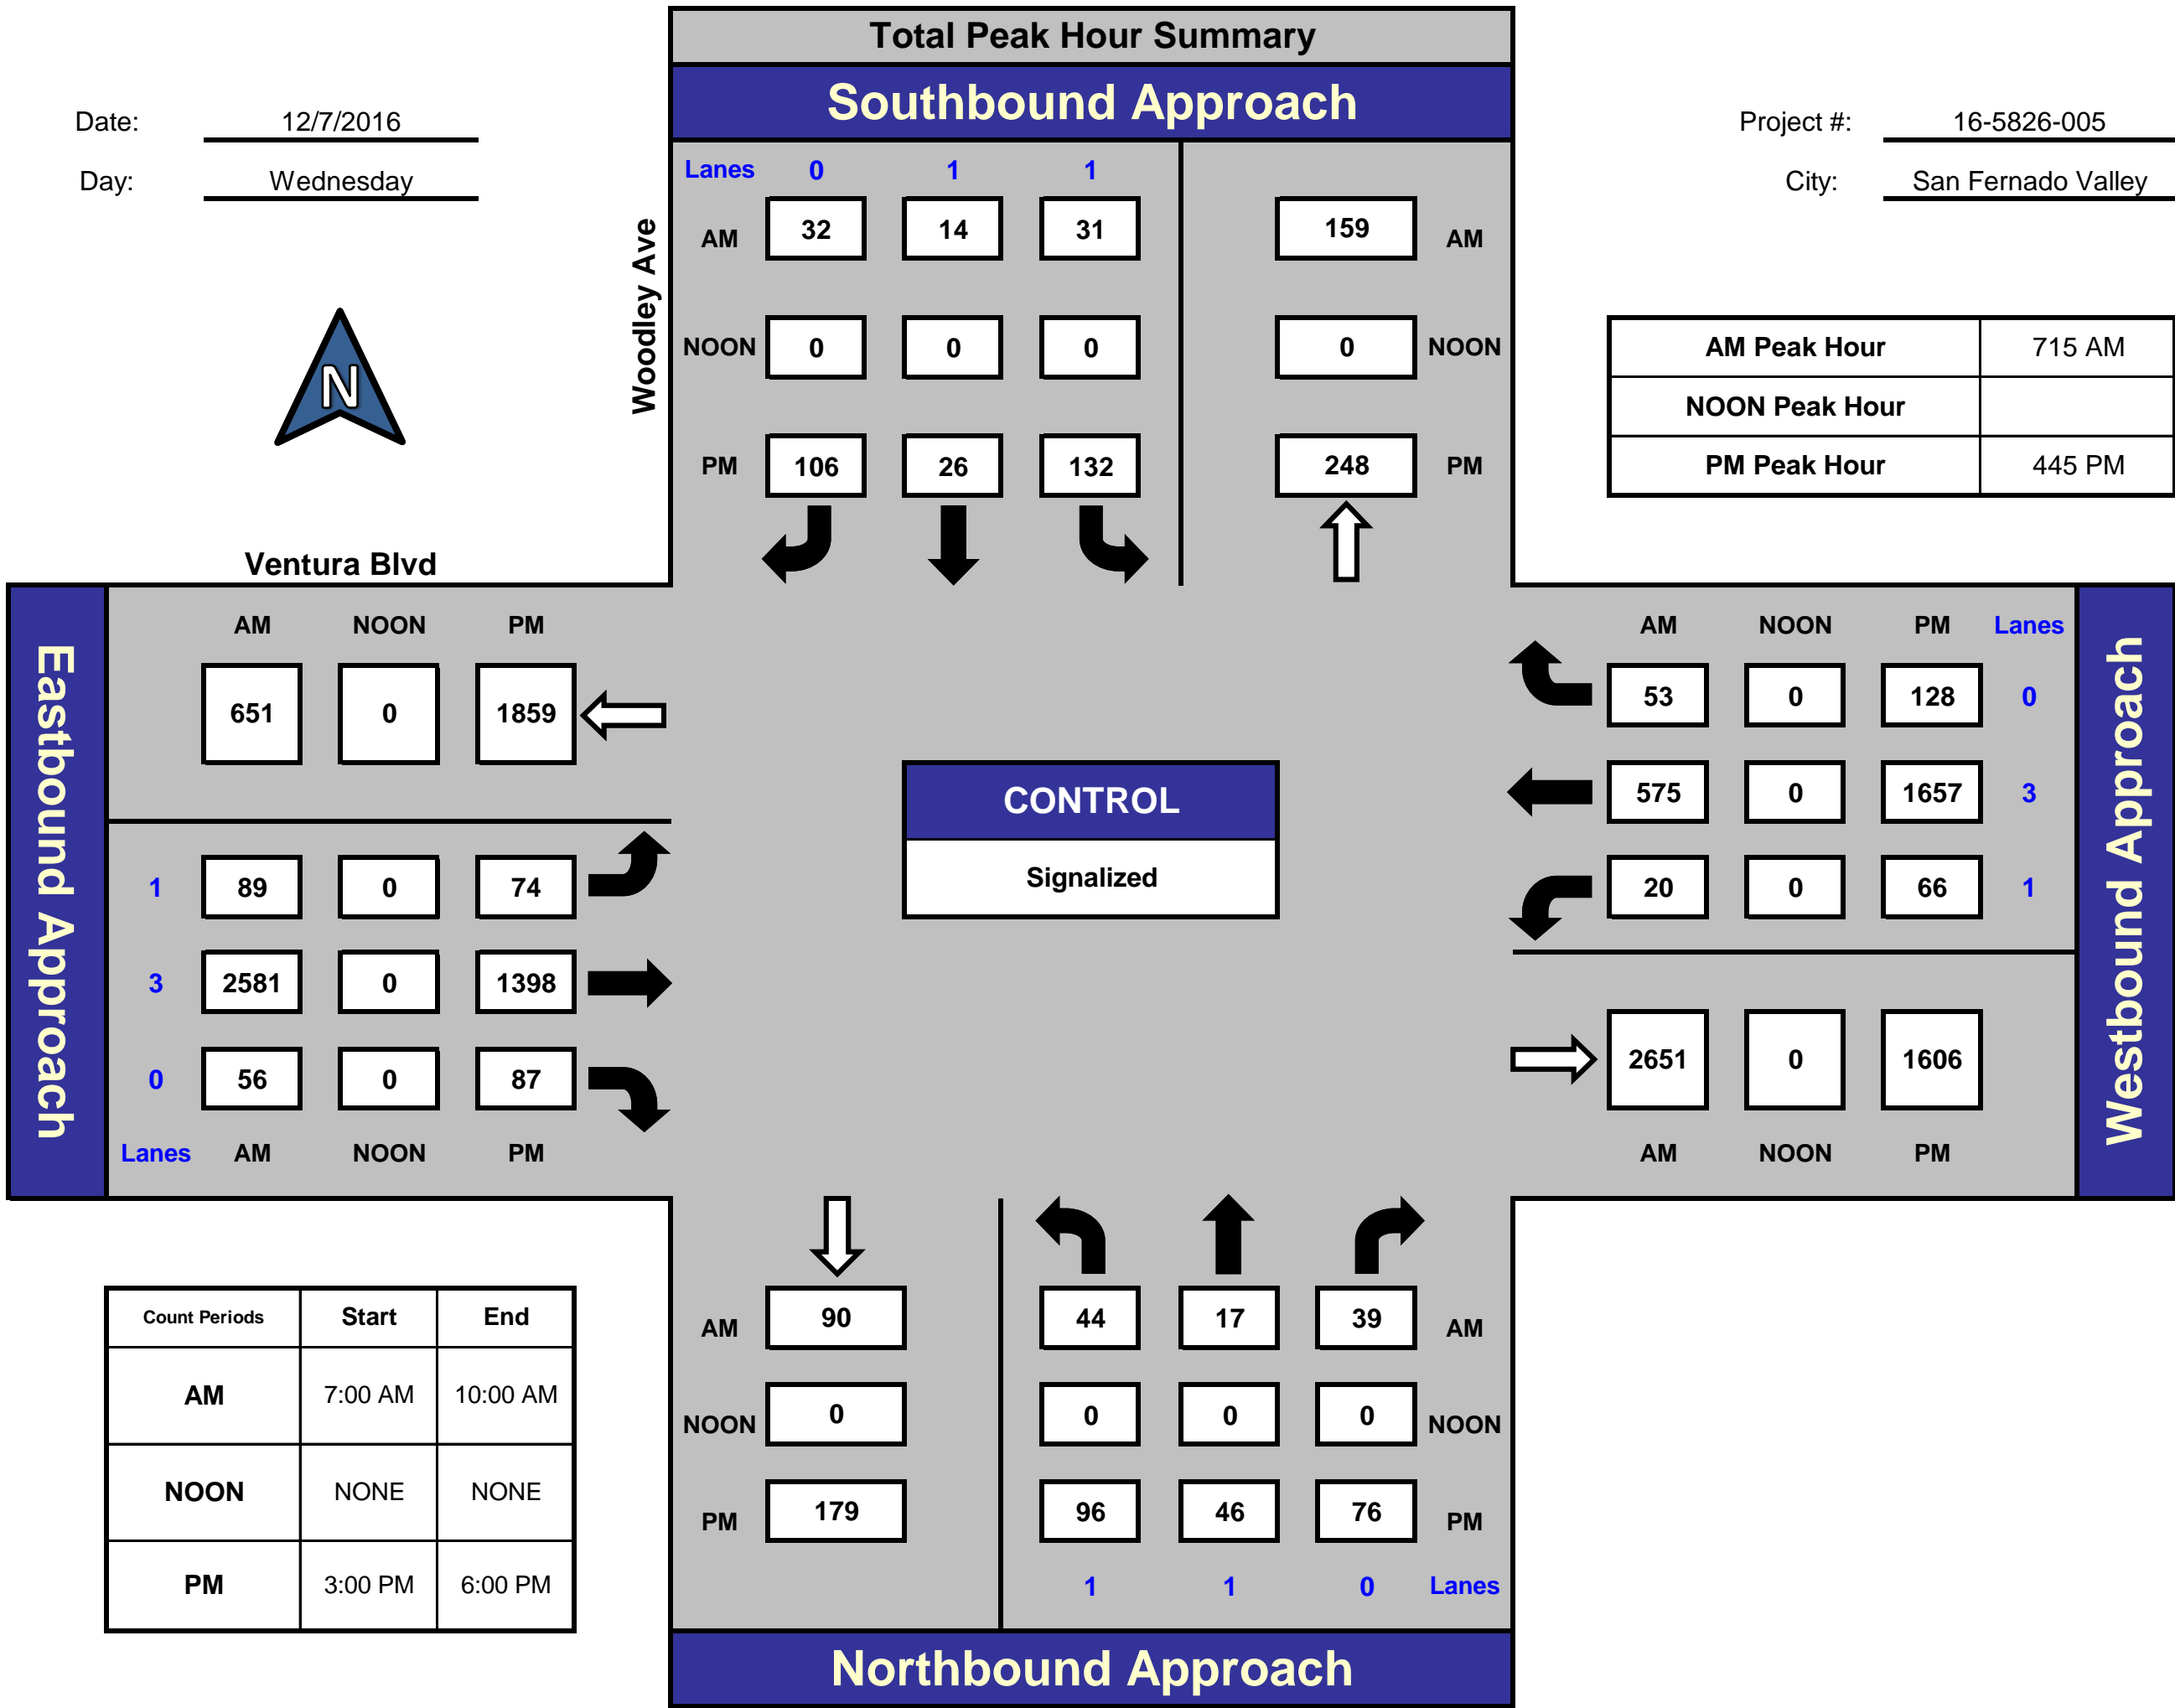 Total Peak Hour Summary
Southbound Approach
Date: 12/7/2016
Day: Wednesday
Project #: 16-5826-005
City: San Fernado Valley
N
Woodley Ave
Lanes 0 1 1
AM 32 14 31 159 AM
NOON 0 0 0 0 NOON
PM 106 26 132 248 PM
AM Peak Hour 715 AM
NOON Peak Hour
PM Peak Hour 445 PM
Ventura Blvd
Eastbound Approach
AM NOON PM
651 0 1859
1 89 0 74
3 2581 0 1398
0 56 0 87
Lanes AM NOON PM
CONTROL
Signalized
AM NOON PM Lanes
53 0 128 0
575 0 1657 3
20 0 66 1
2651 0 1606
AM NOON PM
Westbound Approach
Count Periods Start End
AM 7:00 AM 10:00 AM
NOON NONE NONE
PM 3:00 PM 6:00 PM
AM 90 44 17 39 AM
NOON 0 0 0 0 NOON
PM 179 96 46 76 PM
1 1 0 Lanes
Northbound Approach